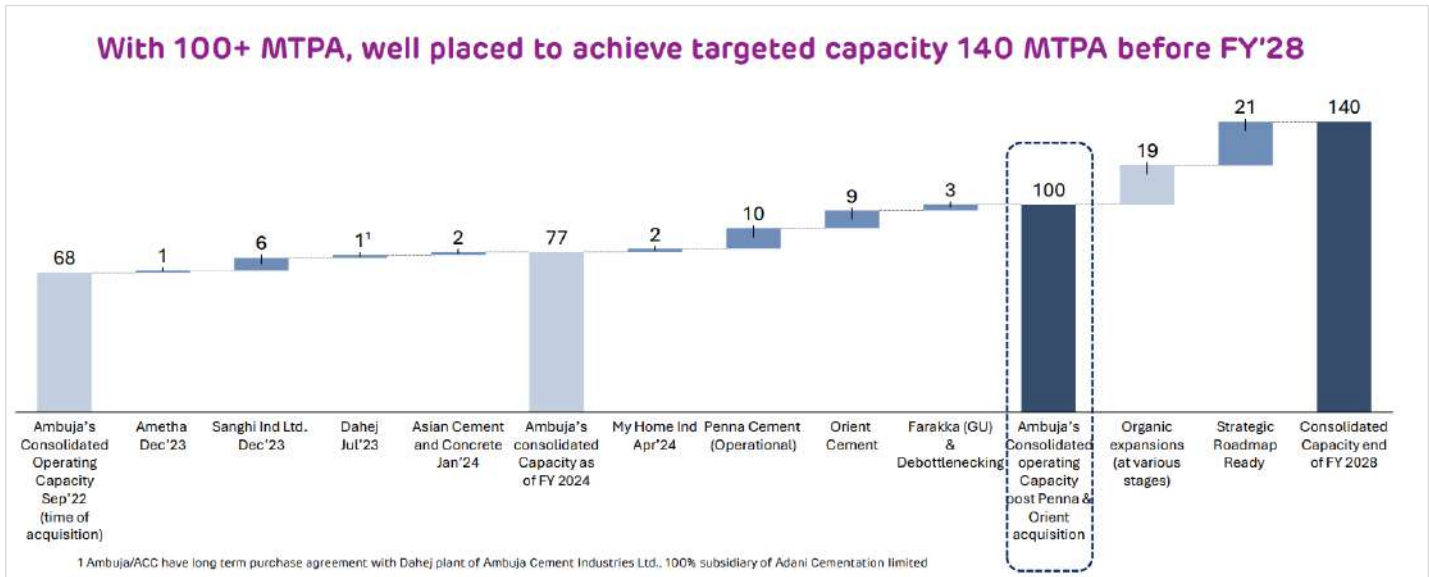 With 100+ MTPA, well placed to achieve targeted capacity 140 MTPA before FY'28
68
1
6
1¹
2
77
2
10
9
3
100
19
21
140
Ambuja's
Consolidated
Operating
Capacity
Sep'22
(time of
acquisition)
Ametha
Dec'23
Sanghi Ind Ltd.
Dec'23
Dahej
Jul'23
Asian Cement
and Concrete
Jan'24
Ambuja's
consolidated
Capacity as
of FY 2024
My Home Ind
Apr'24
Penna Cement
(Operational)
Orient
Cement
Farakka (GU)
&
Debottlenecking
Ambuja's
Consolidated
operating
Capacity
post Penna &
Orient
acquisition
Organic
expansions
(at various
stages)
Strategic
Roadmap
Ready
Consolidated
Capacity end
of FY 2028
1 Ambuja/ACC have long term purchase agreement with Dahej plant of Ambuja Cement Industries Ltd., 100% subsidiary of Adani Cementation limited